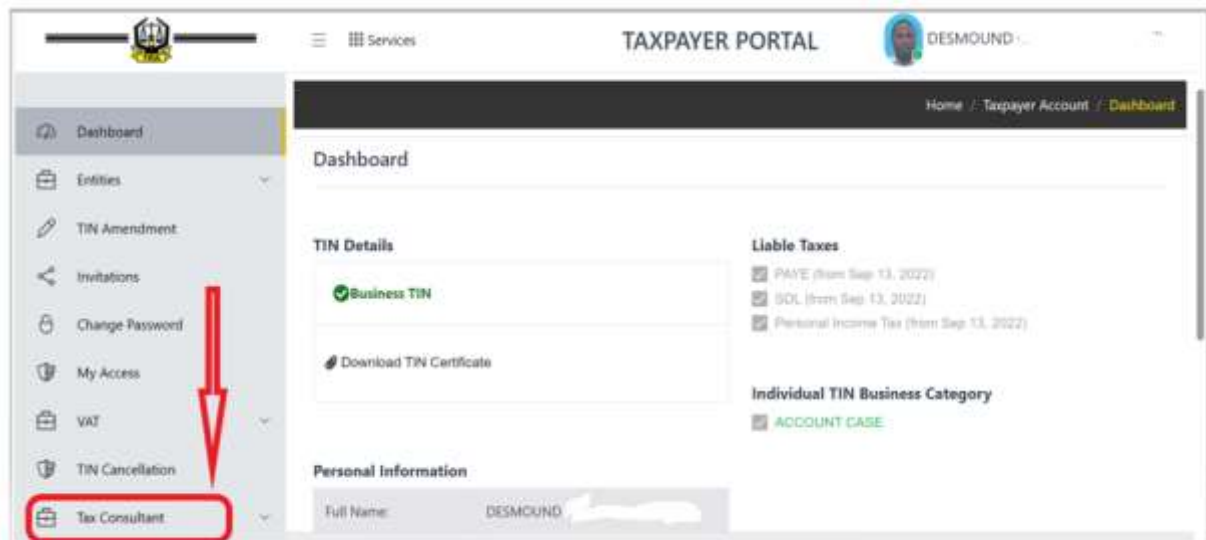 TRA
Services
TAXPAYER PORTAL
DESMOUND
Home / Taxpayer Account / Dashboard
Dashboard
Entities
TIN Amendment
Invitations
Change Password
My Access
VAT
TIN Cancellation
Tax Consultant
Dashboard
TIN Details
Business TIN
Download TIN Certificate
Liable Taxes
PAYE (from Sep 13, 2022)
SDL (from Sep 13, 2022)
Personal Income Tax (from Sep 13, 2022)
Individual TIN Business Category
ACCOUNT CASE
Personal Information
Full Name: DESMOUND